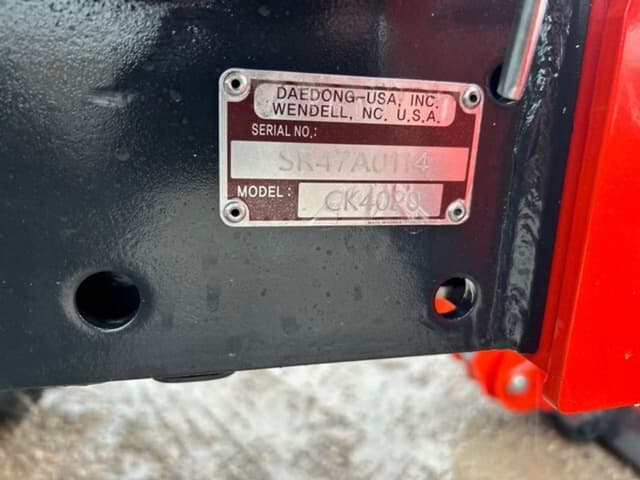 DAEDONG-USA, INC.
WENDELL, NC. U.S.A.
SERIAL NO.:
SR47A0114
MODEL: CK4020